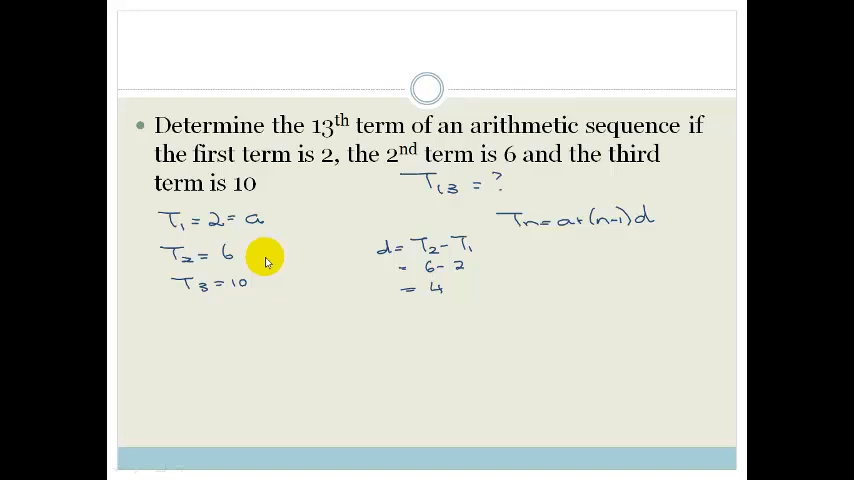 Determine the 13th term of an arithmetic sequence if
the first term is 2, the 2nd term is 6 and the third
term is 10
T13 = ?
T1 = 2 = a
Tn = a+(n-1)d
T2 = 6
d = T2 - T1
= 6 - 2
T3 = 10
= 4